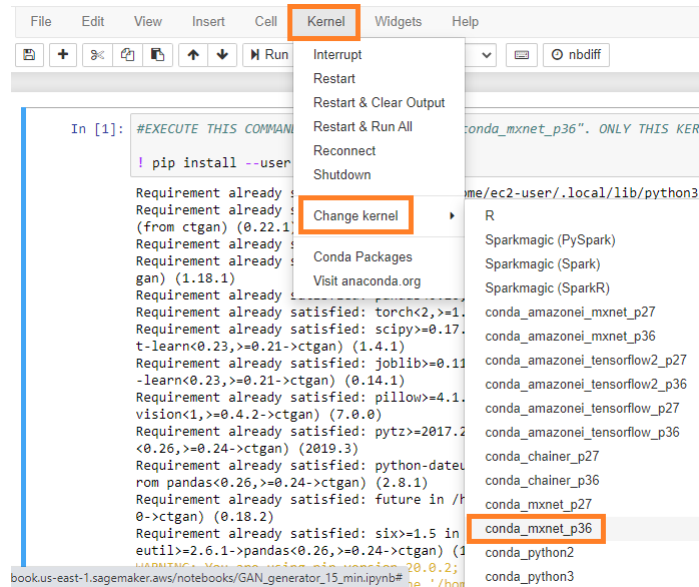 File Edit View Insert Cell Kernel Widgets Help
Run nbdiff
Interrupt
Restart
Restart & Clear Output
Restart & Run All
Reconnect
Shutdown
Change kernel
Conda Packages
Visit anaconda.org
R
Sparkmagic (PySpark)
Sparkmagic (Spark)
Sparkmagic (SparkR)
conda_amazonei_mxnet_p27
conda_amazonei_mxnet_p36
conda_amazonei_tensorflow2_p27
conda_amazonei_tensorflow2_p36
conda_amazonei_tensorflow_p27
conda_amazonei_tensorflow_p36
conda_chainer_p27
conda_chainer_p36
conda_mxnet_p27
conda_mxnet_p36
conda_python2
conda_python3
In [1]: #EXECUTE THIS COMMAN conda_mxnet_p36". ONLY THIS KER
! pip install --user
Requirement already s me/ec2-user/.local/lib/python3
Requirement already
(from ctgan) (0.22.1)
Requirement already
Requirement already s
gan) (1.18.1)
Requirement already
Requirement already satisfied: torch<2,>=1.
Requirement already satisfied: scipy>=0.17.
t-learn<0.23,>=0.21->ctgan) (1.4.1)
Requirement already satisfied: joblib>=0.11
-learn<0.23,>=0.21->ctgan) (0.14.1)
Requirement already satisfied: pillow>=4.1.
vision<1,>=0.4.2->ctgan) (7.0.0)
Requirement already satisfied: pytz>=2017.2
<0.26,>=0.24->ctgan) (2019.3)
Requirement already satisfied: python-dateu
rom pandas<0.26,>=0.24->ctgan) (2.8.1)
Requirement already satisfied: future in /h
0->ctgan) (0.18.2)
Requirement already satisfied: six>=1.5 in
eutil>=2.6.1->pandas<0.26,>=0.24->ctgan) (1
20.0.2;
book.us-east-1.sagemaker.aws/notebooks/GAN_generator_15_min.ipynb#